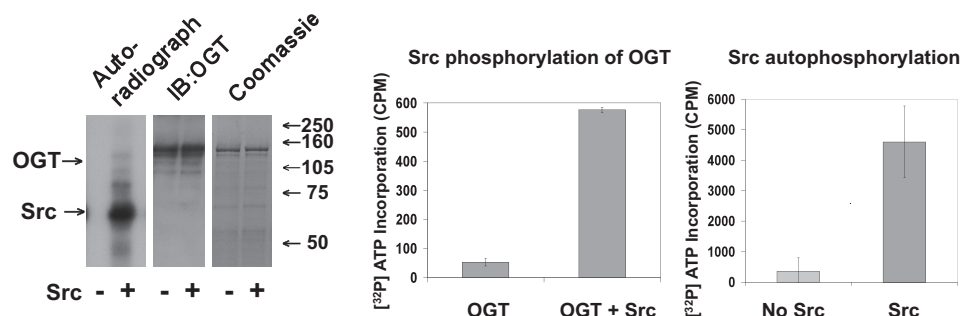 Auto-
radiograph
IB:OGT
Coomassie
OGT→
Src→
←250
←160
←105
←75
←50
Src - + - + - +
Src phosphorylation of OGT
[³²P] ATP Incorporation (CPM)
600
500
400
300
200
100
0
OGT
OGT + Src
Src autophosphorylation
[³²P] ATP Incorporation (CPM)
6000
5000
4000
3000
2000
1000
0
No Src
Src